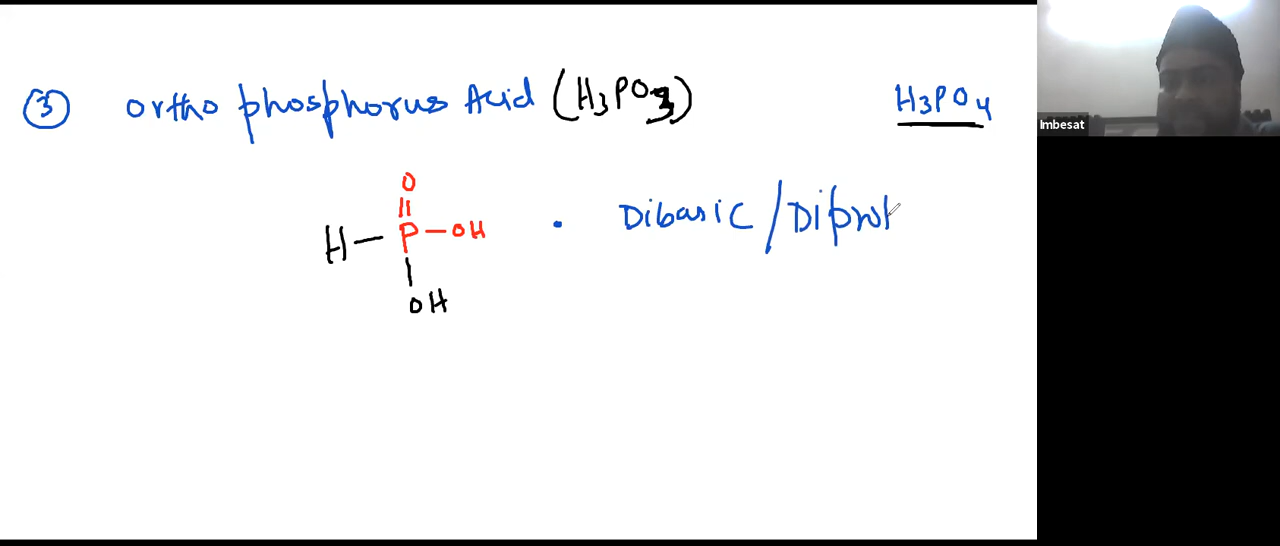 ③ Ortho phosphorus Acid (H₃PO₃) H₃PO₄
Imbesat
O
||
H — P — OH
|
OH
• Dibasic / Diprot